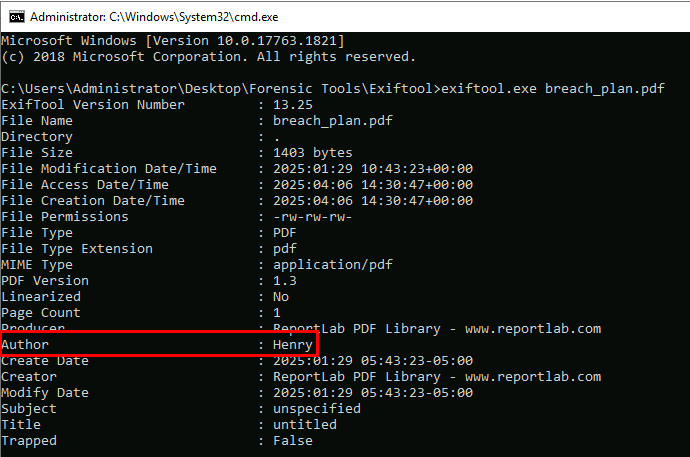 Administrator: C:\Windows\System32\cmd.exe
Microsoft Windows [Version 10.0.17763.1821]
(c) 2018 Microsoft Corporation. All rights reserved.
C:\Users\Administrator\Desktop\Forensic Tools\Exiftool>exiftool.exe breach_plan.pdf
ExifTool Version Number : 13.25
File Name : breach_plan.pdf
Directory : .
File Size : 1403 bytes
File Modification Date/Time : 2025:01:29 10:43:23+00:00
File Access Date/Time : 2025:04:06 14:30:47+00:00
File Creation Date/Time : 2025:04:06 14:30:47+00:00
File Permissions : -rw-rw-rw-
File Type : PDF
File Type Extension : pdf
MIME Type : application/pdf
PDF Version : 1.3
Linearized : No
Page Count : 1
Producer : ReportLab PDF Library - www.reportlab.com
Author : Henry
Create Date : 2025:01:29 05:43:23-05:00
Creator : ReportLab PDF Library - www.reportlab.com
Modify Date : 2025:01:29 05:43:23-05:00
Subject : unspecified
Title : untitled
Trapped : False